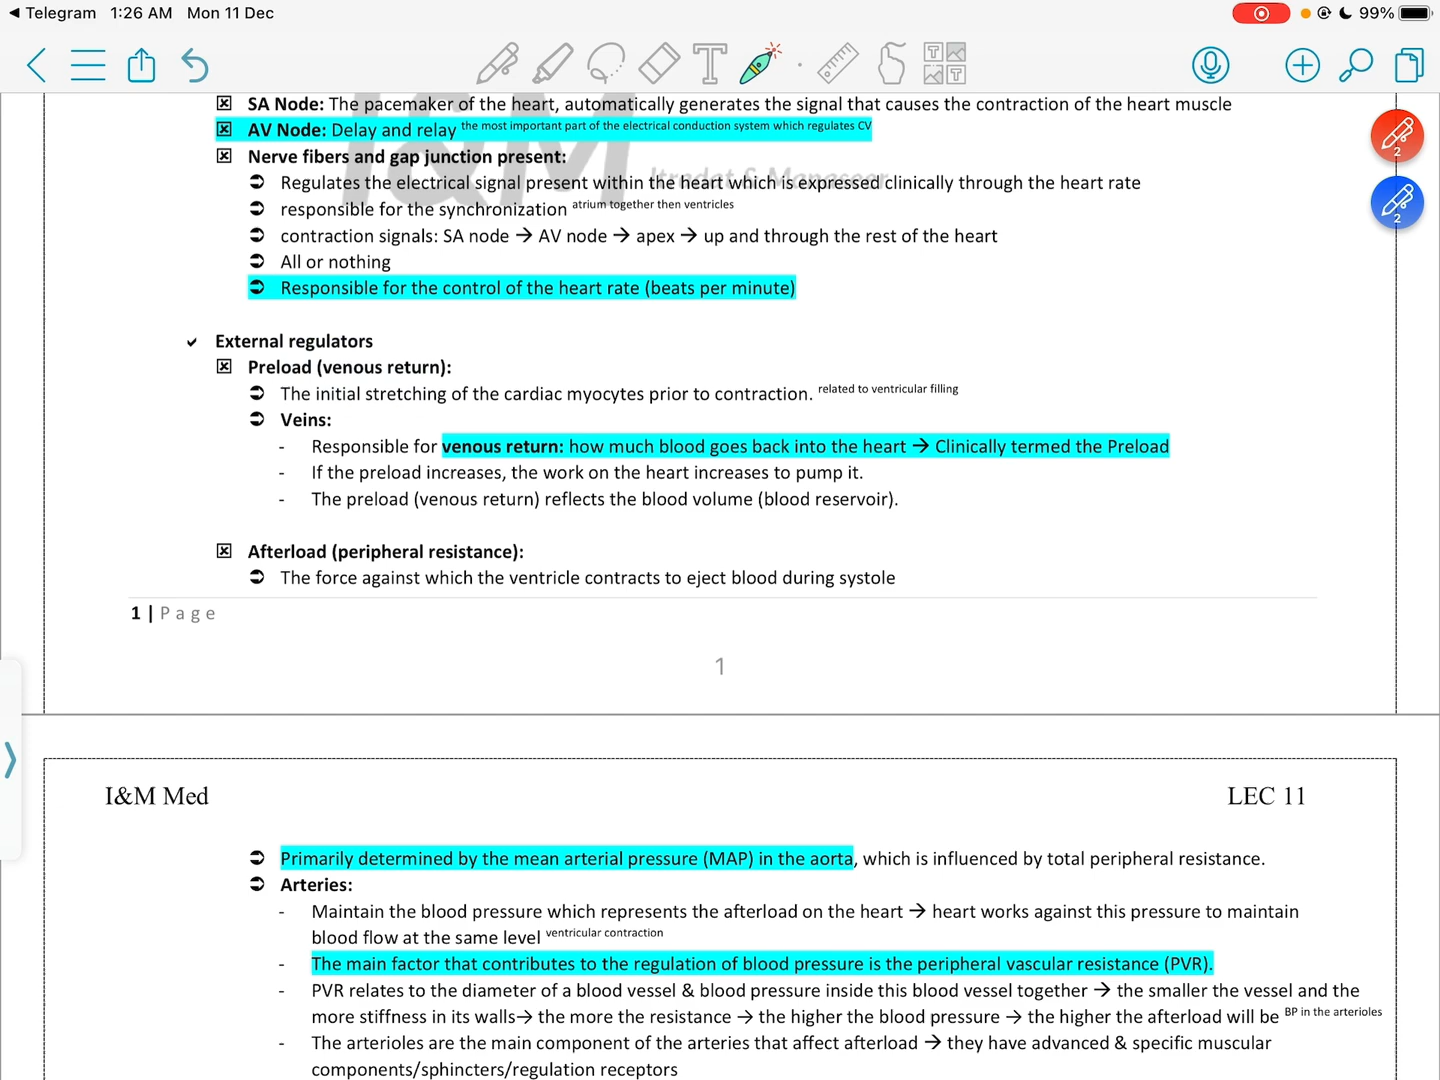 Telegram 1:26 AM Mon 11 Dec 99%
SA Node: The pacemaker of the heart, automatically generates the signal that causes the contraction of the heart muscle
AV Node: Delay and relay the most important part of the electrical conduction system which regulates CV
Nerve fibers and gap junction present:
Regulates the electrical signal present within the heart which is expressed clinically through the heart rate
responsible for the synchronization atrium together then ventricles
contraction signals: SA node → AV node → apex → up and through the rest of the heart
All or nothing
Responsible for the control of the heart rate (beats per minute)
2
2
External regulators
Preload (venous return):
The initial stretching of the cardiac myocytes prior to contraction. related to ventricular filling
Veins:
- Responsible for venous return: how much blood goes back into the heart → Clinically termed the Preload
- If the preload increases, the work on the heart increases to pump it.
- The preload (venous return) reflects the blood volume (blood reservoir).
Afterload (peripheral resistance):
The force against which the ventricle contracts to eject blood during systole
1 | Page
1
I&M Med LEC 11
Primarily determined by the mean arterial pressure (MAP) in the aorta, which is influenced by total peripheral resistance.
Arteries:
- Maintain the blood pressure which represents the afterload on the heart → heart works against this pressure to maintain
blood flow at the same level ventricular contraction
- The main factor that contributes to the regulation of blood pressure is the peripheral vascular resistance (PVR).
- PVR relates to the diameter of a blood vessel & blood pressure inside this blood vessel together → the smaller the vessel and the
more stiffness in its walls→ the more the resistance → the higher the blood pressure → the higher the afterload will be BP in the arterioles
- The arterioles are the main component of the arteries that affect afterload → they have advanced & specific muscular
components/sphincters/regulation receptors